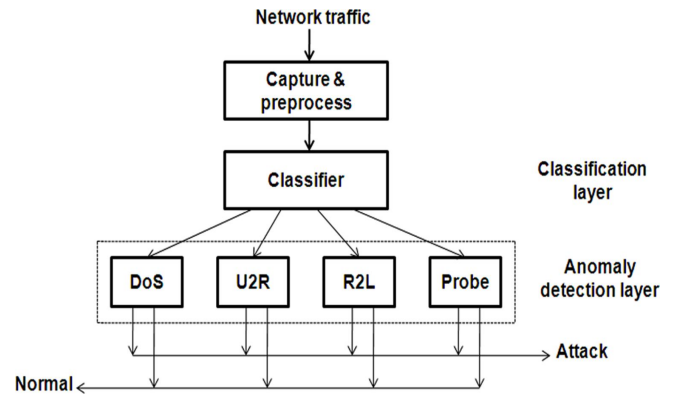 Network traffic
Capture &
preprocess
Classifier
Classification
layer
DoS
U2R
R2L
Probe
Anomaly
detection layer
Attack
Normal